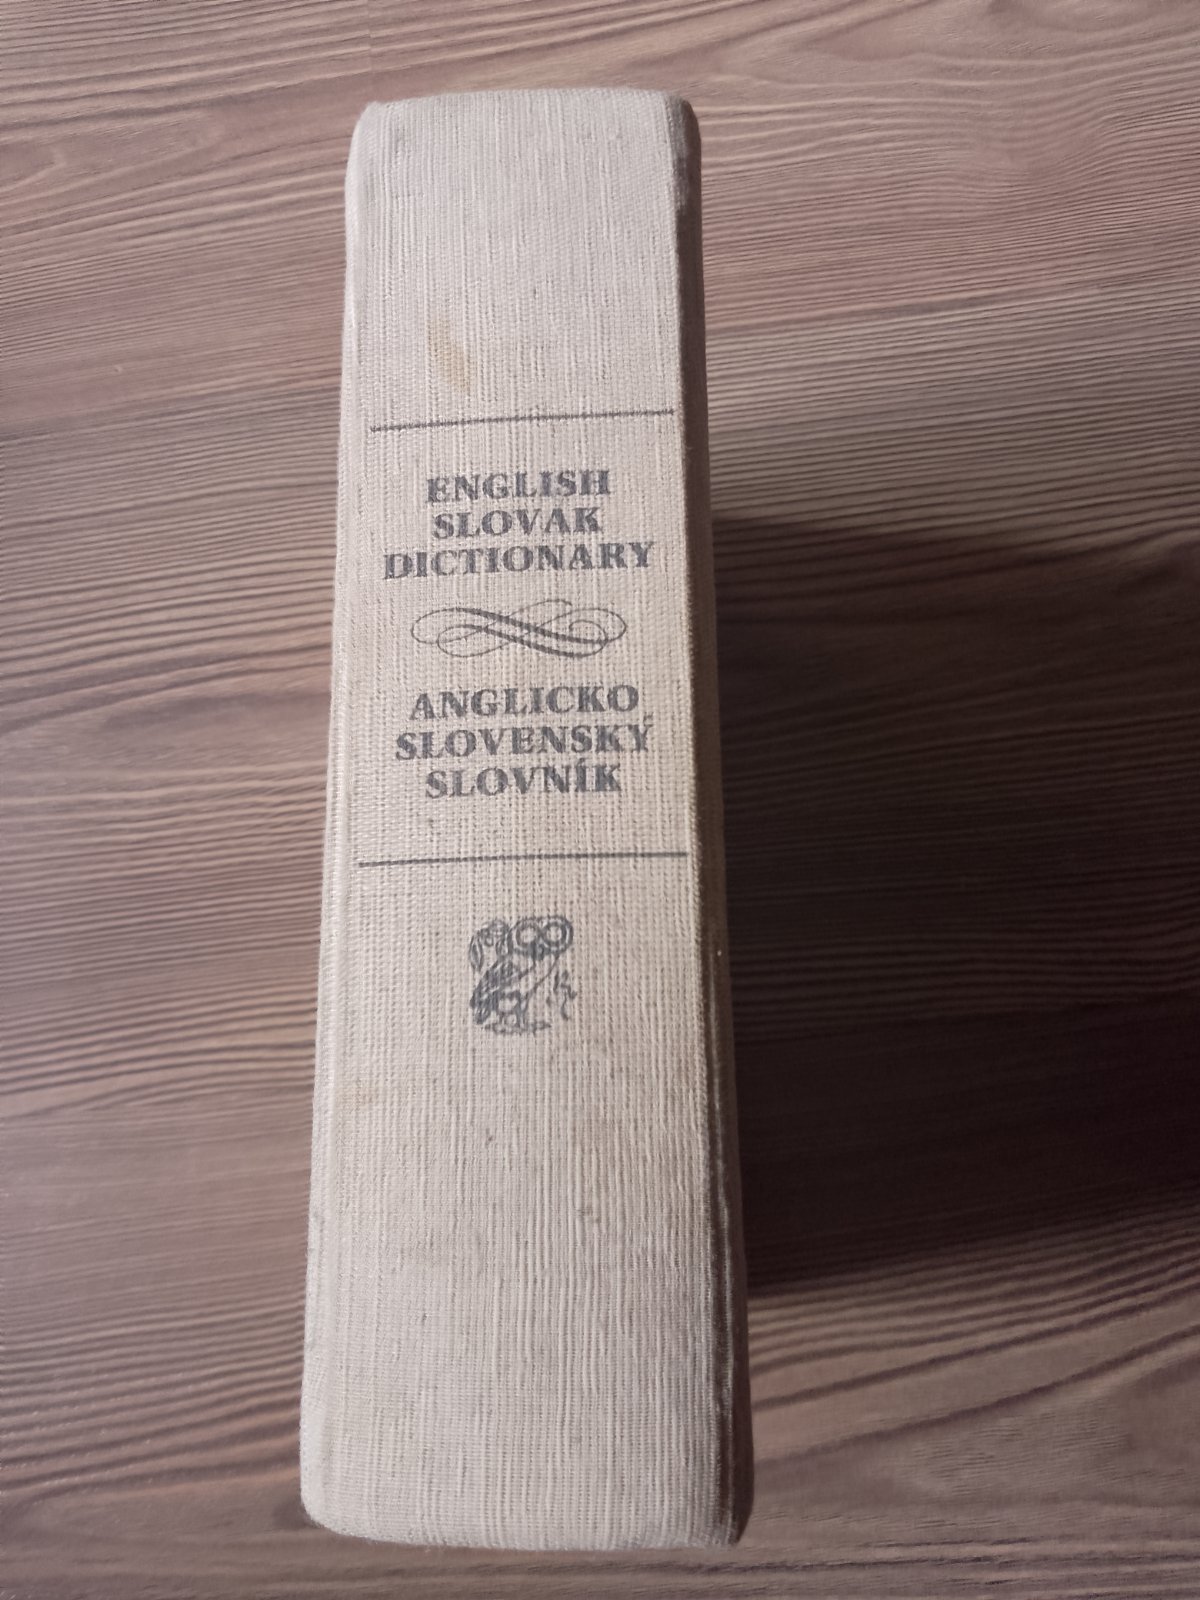 ENGLISH
SLOVAK
DICTIONARY
ANGLICKO
SLOVENSKÝ
SLOVNÍK